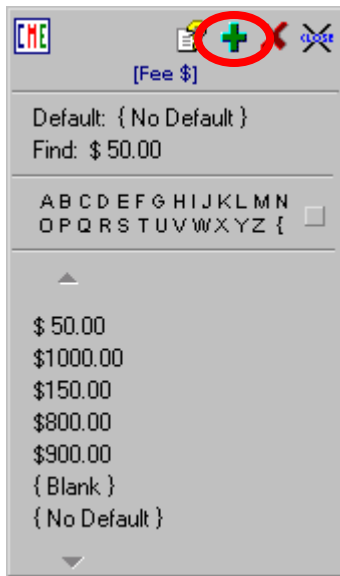 CME CLOSE
[Fee $]
Default: { No Default }
Find: $ 50.00
A B C D E F G H I J K L M N
O P Q R S T U V W X Y Z {
$ 50.00
$1000.00
$150.00
$800.00
$900.00
{ Blank }
{ No Default }